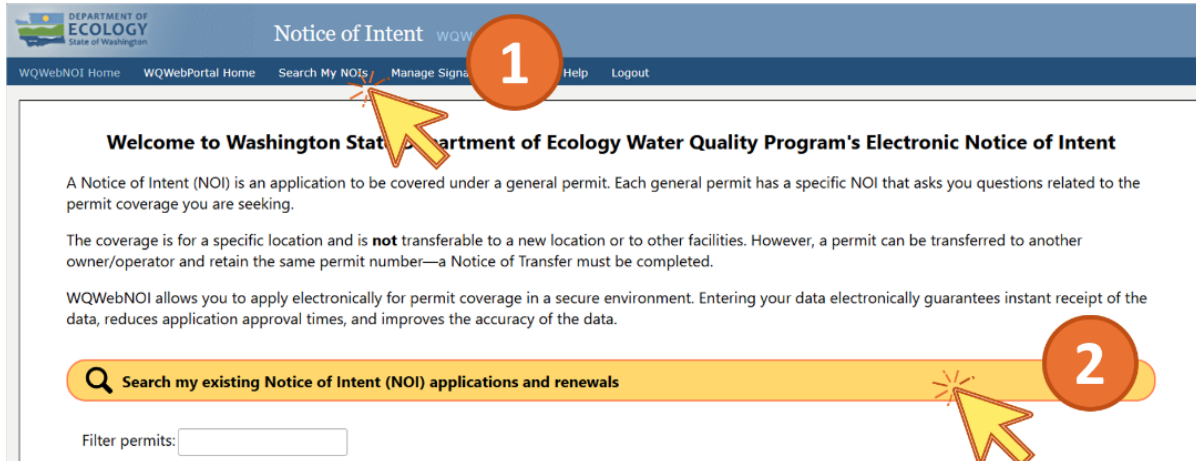 DEPARTMENT OF
ECOLOGY
State of Washington
Notice of Intent WQW
1
WQWebNOI Home WQWebPortal Home Search My NOIs Manage Signa Help Logout
Welcome to Washington Stat partment of Ecology Water Quality Program's Electronic Notice of Intent
A Notice of Intent (NOI) is an application to be covered under a general permit. Each general permit has a specific NOI that asks you questions related to the
permit coverage you are seeking.
The coverage is for a specific location and is not transferable to a new location or to other facilities. However, a permit can be transferred to another
owner/operator and retain the same permit number—a Notice of Transfer must be completed.
WQWebNOI allows you to apply electronically for permit coverage in a secure environment. Entering your data electronically guarantees instant receipt of the
data, reduces application approval times, and improves the accuracy of the data.
2
Search my existing Notice of Intent (NOI) applications and renewals
Filter permits: